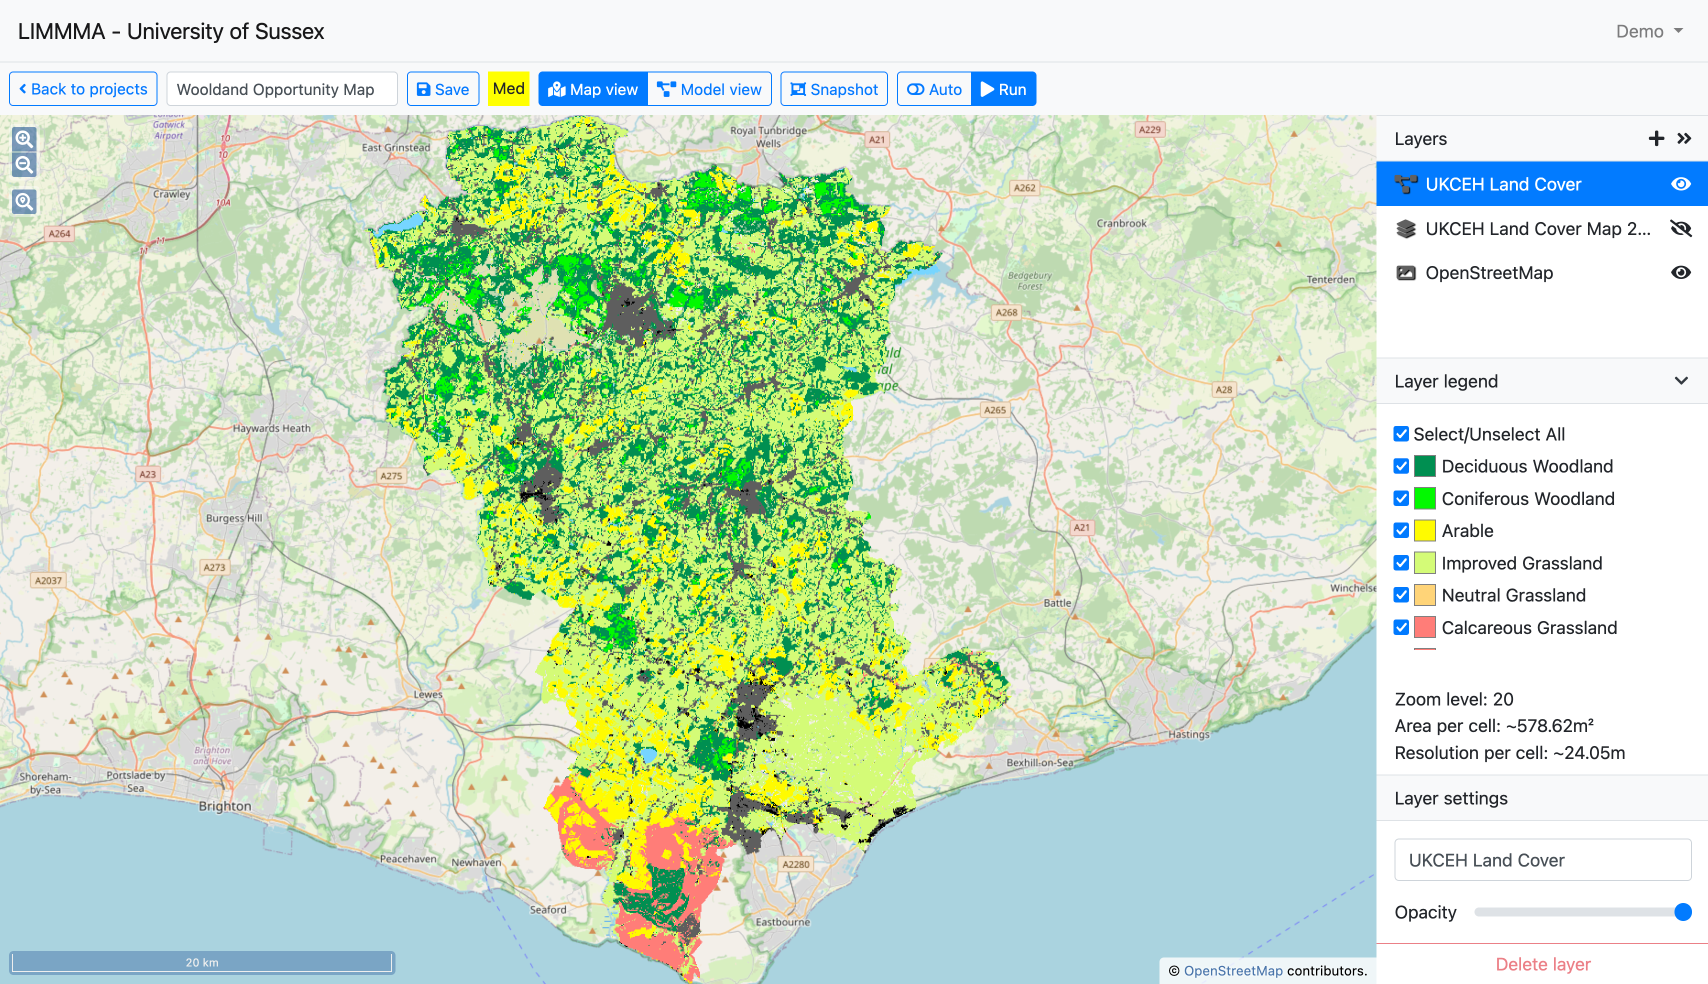 LIMMMA - University of Sussex
Demo
Back to projects
Wooldand Opportunity Map
Save
Med
Map view
Model view
Snapshot
Auto
Run
Gatwick
Airport
East Grinstead
Royal Tunbridge
Wells
A21
A229
Crawley
10
10
10A
11
11
A264
A262
Cranbrook
Bedgebury
Forest
Tenterden
A268
A28
A265
Haywards Heath
A23
A275
Burgess Hill
A21
A273
A2037
Winchelse
Battle
Lewes
Hastings
Brighton
and Hove
Bexhill-on-Sea
Shoreham-
by-Sea
Portslade by
Sea
Brighton
Peacehaven
Newhaven
A2280
Seaford
Eastbourne
20 km
© OpenStreetMap contributors.
Layers
UKCEH Land Cover
UKCEH Land Cover Map 2...
OpenStreetMap
Layer legend
Select/Unselect All
Deciduous Woodland
Coniferous Woodland
Arable
Improved Grassland
Neutral Grassland
Calcareous Grassland
Zoom level: 20
Area per cell: ~578.62m²
Resolution per cell: ~24.05m
Layer settings
UKCEH Land Cover
Opacity
Delete layer